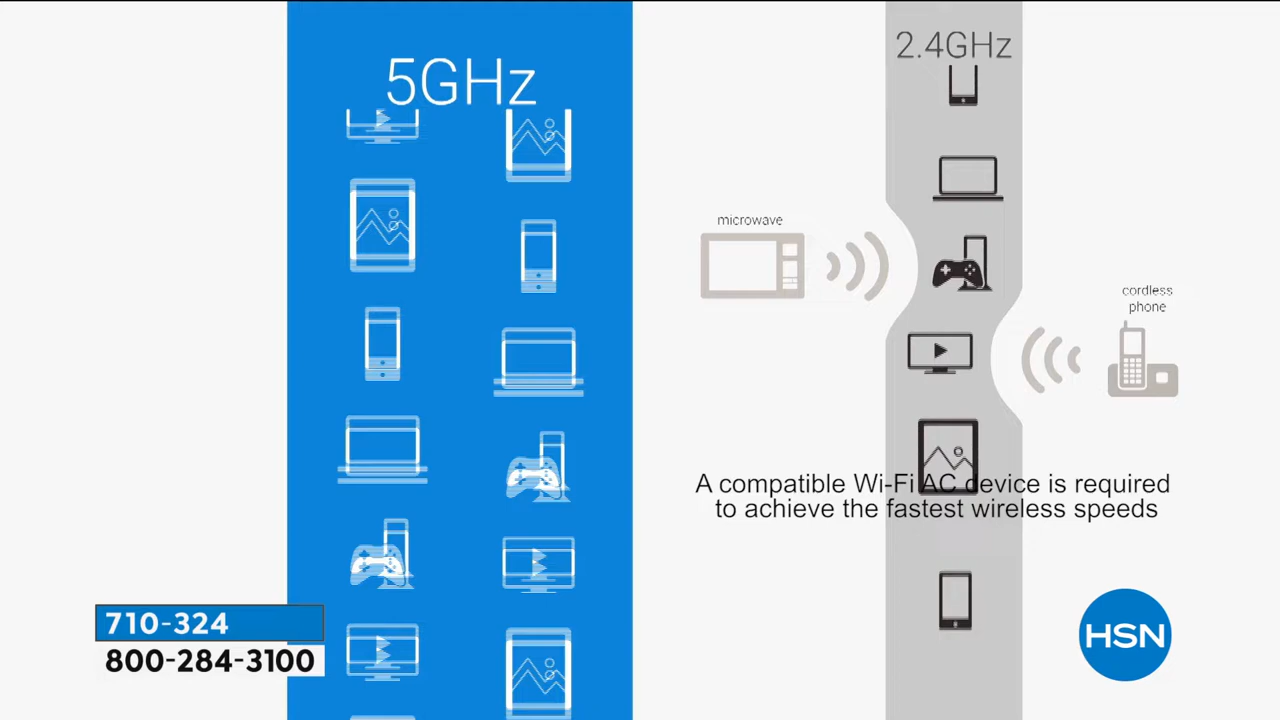 5GHz
2.4GHz
microwave
cordless
phone
A compatible Wi-Fi AC device is required
to achieve the fastest wireless speeds
710-324
800-284-3100
HSN